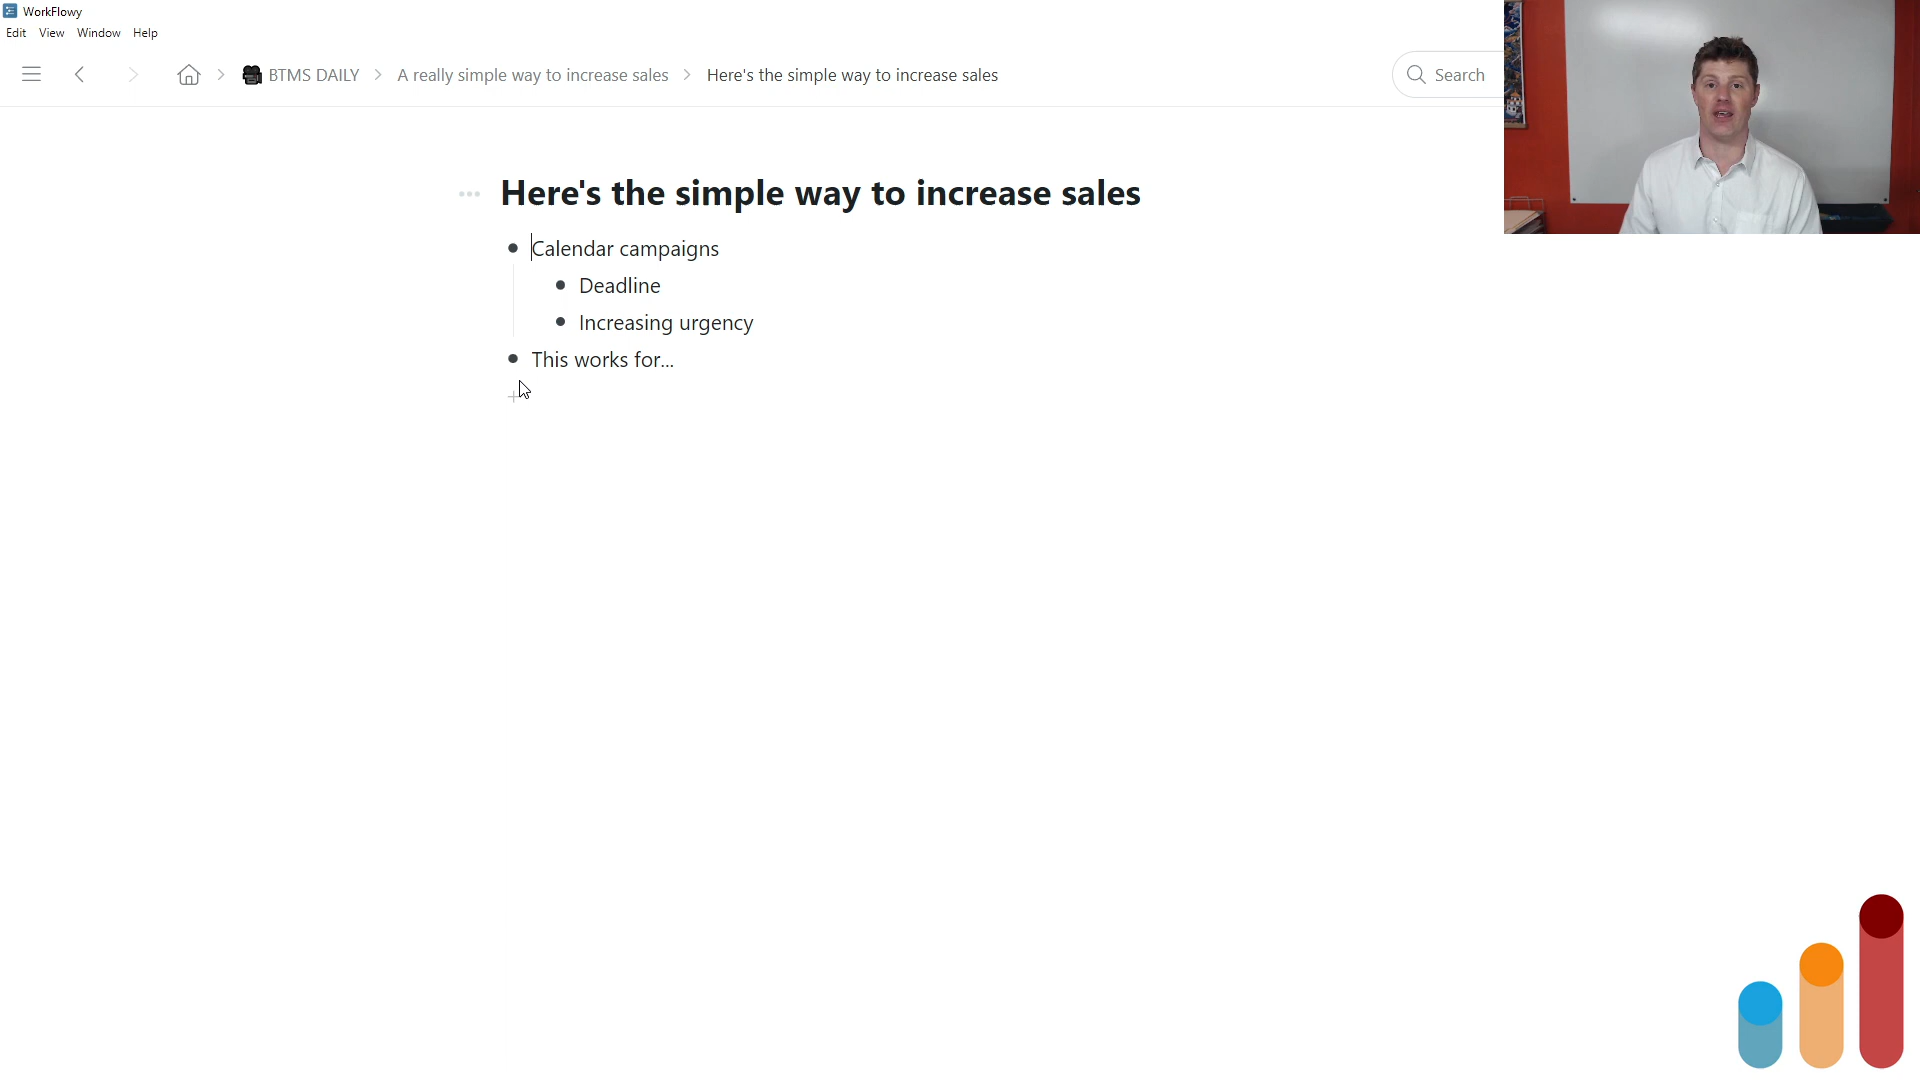 WorkFlowy
Edit View Window Help
BTMS DAILY A really simple way to increase sales Here's the simple way to increase sales Search
Here's the simple way to increase sales
Calendar campaigns
Deadline
Increasing urgency
This works for...